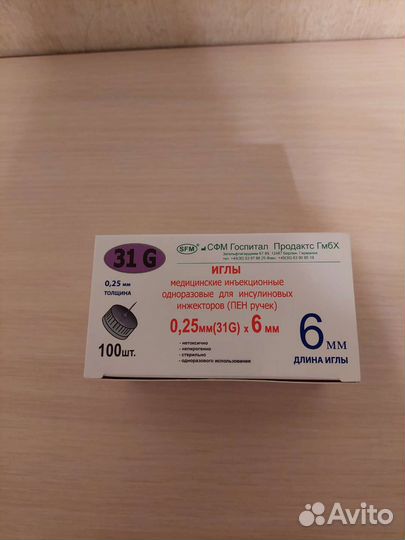 31 G
0,25 мм
ТОЛЩИНА
100шт.
SFM
СФМ Госпитал Продактс ГмбХ
ИГЛЫ
медицинские инъекционные
одноразовые для инсулиновых
инжекторов (ПЕН ручек)
0,25мм(31G) x 6 мм
- нетоксично
- непирогенно
- стерильно
- одноразового использования
6 мм
ДЛИНА ИГЛЫ
Avito